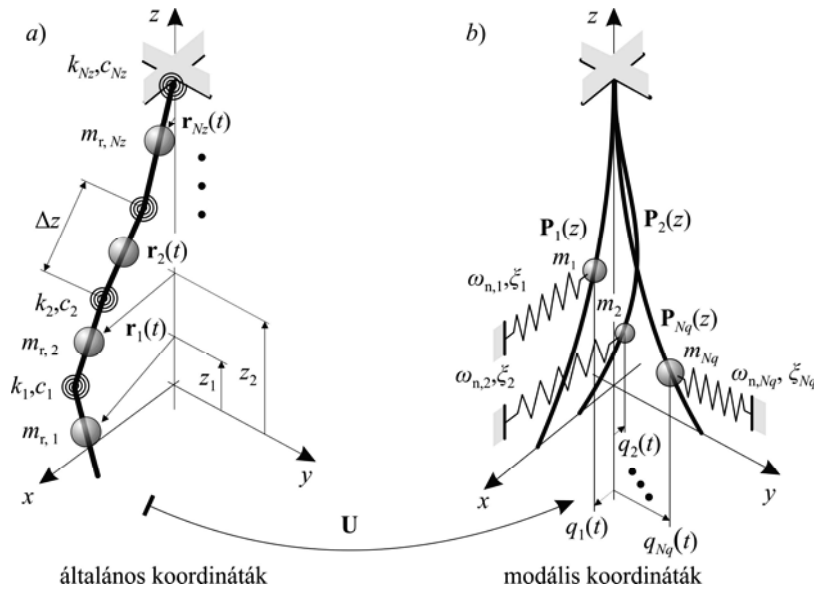 a)
z
k_{Nz},c_{Nz}
r_{Nz}(t)
m_{r, Nz}
Δz
r_2(t)
k_2,c_2
r_1(t)
m_{r, 2}
z_1
z_2
k_1,c_1
m_{r, 1}
x
y
általános koordináták
U
b)
z
P_1(z)
P_2(z)
m_1
ω_{n,1},ξ_1
m_2
P_{Nq}(z)
m_{Nq}
ω_{n,2},ξ_2
ω_{n,Nq}, ξ_{Nq}
q_2(t)
x
y
q_1(t)
q_{Nq}(t)
modális koordináták